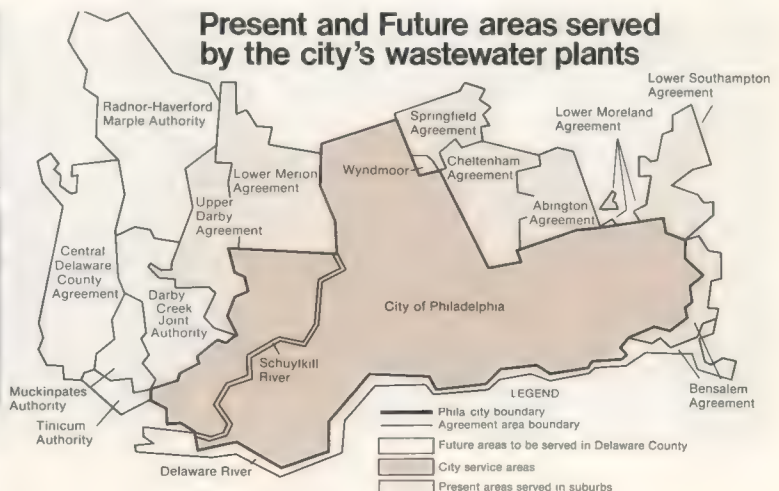 Present and Future areas served
by the city's wastewater plants
Radnor-Haverford
Marple Authority
Lower Merion
Agreement
Upper
Darby
Agreement
Central
Delaware
County
Agreement
Darby
Creek
Joint
Authority
Muckinpates
Authority
Tinicum
Authority
Schuylkill
River
Delaware River
City of Philadelphia
Springfield
Agreement
Wyndmoor
Cheltenham
Agreement
Abington
Agreement
Lower Moreland
Agreement
Lower Southampton
Agreement
Bensalem
Agreement
LEGEND
Phila city boundary
Agreement area boundary
Future areas to be served in Delaware County
City service areas
Present areas served in suburbs